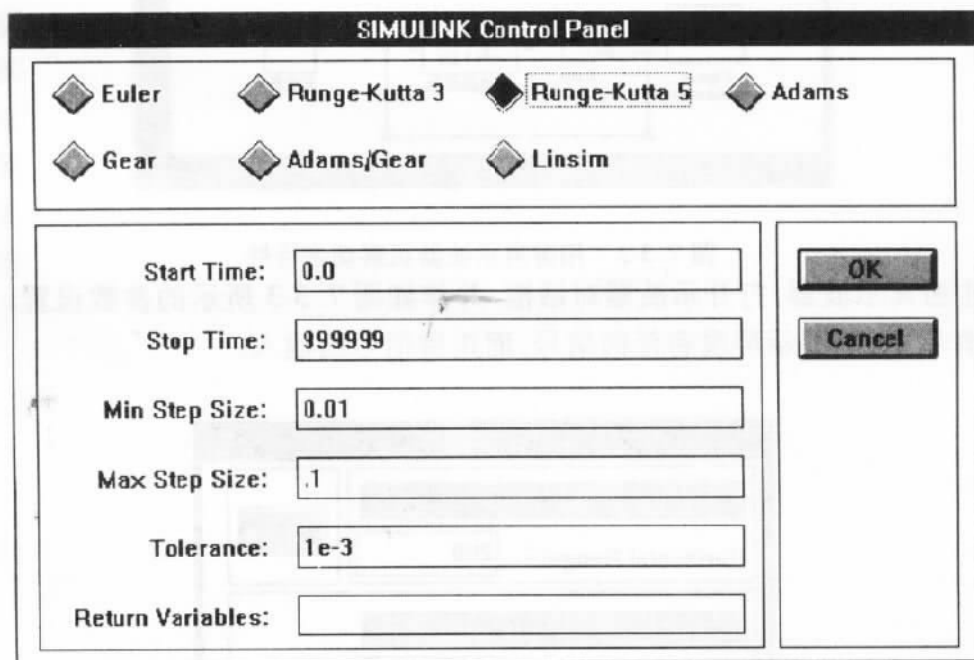 SIMULINK Control Panel
Euler
Runge-Kutta 3
Runge-Kutta 5
Adams
Gear
Adams/Gear
Linsim
Start Time: 0.0
OK
Stop Time: 999999
Cancel
Min Step Size: 0.01
Max Step Size: .1
Tolerance: 1e-3
Return Variables: